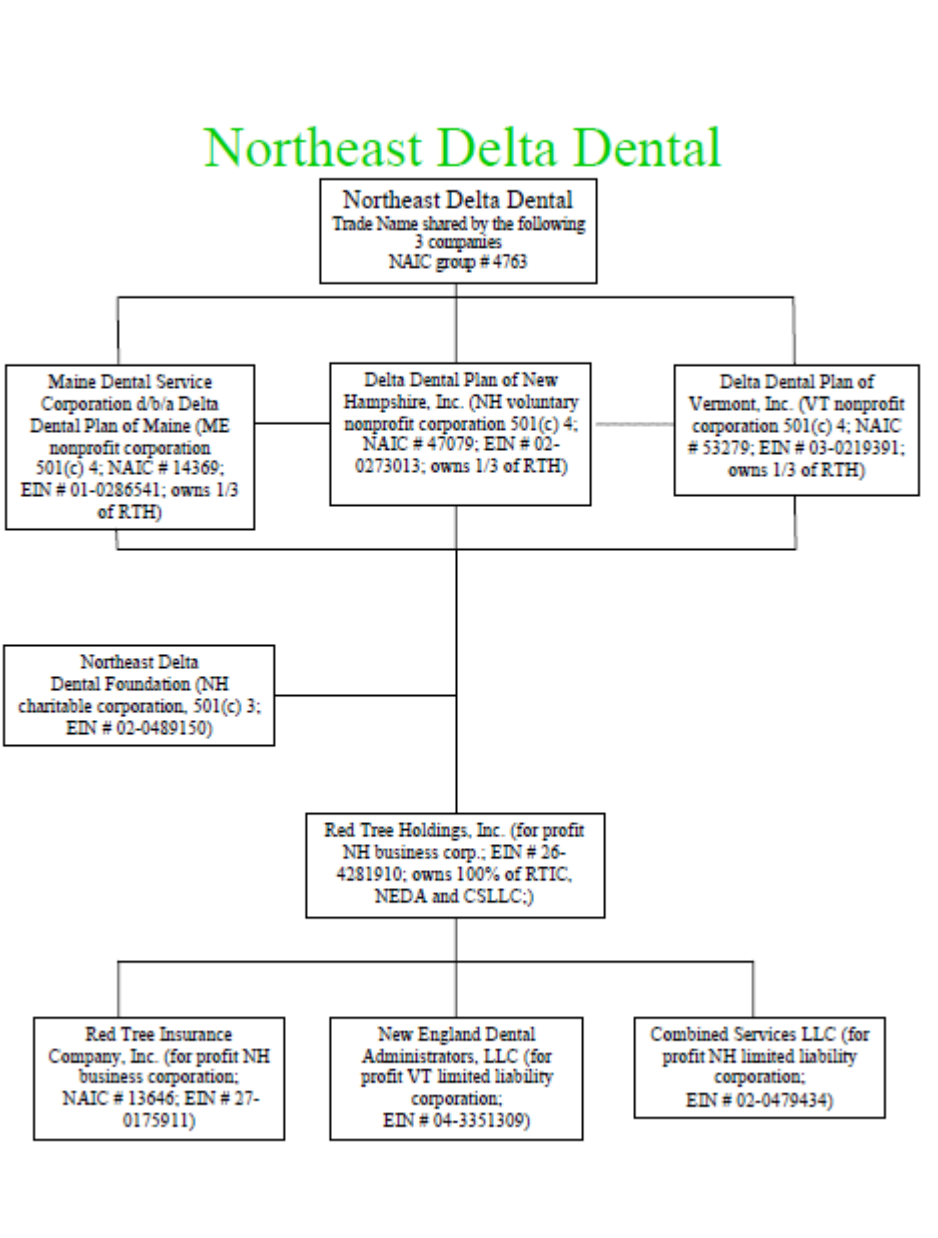 Northeast Delta Dental
Northeast Delta Dental
Trade Name shared by the following
3 companies
NAIC group # 4763
Maine Dental Service
Corporation d/b/a Delta
Dental Plan of Maine (ME
nonprofit corporation
501(c) 4; NAIC # 14369;
EIN # 01-0286541; owns 1/3
of RTH)
Delta Dental Plan of New
Hampshire, Inc. (NH voluntary
nonprofit corporation 501(c) 4;
NAIC # 47079; EIN # 02-
0273013; owns 1/3 of RTH)
Delta Dental Plan of
Vermont, Inc. (VT nonprofit
corporation 501(c) 4; NAIC
# 53279; EIN # 03-0219391;
owns 1/3 of RTH)
Northeast Delta
Dental Foundation (NH
charitable corporation, 501(c) 3;
EIN # 02-0489150)
Red Tree Holdings, Inc. (for profit
NH business corp.; EIN # 26-
4281910; owns 100% of RTIC,
NEDA and CSLLC;)
Red Tree Insurance
Company, Inc. (for profit NH
business corporation;
NAIC # 13646; EIN # 27-
0175911)
New England Dental
Administrators, LLC (for
profit VT limited liability
corporation;
EIN # 04-3351309)
Combined Services LLC (for
profit NH limited liability
corporation;
EIN # 02-0479434)